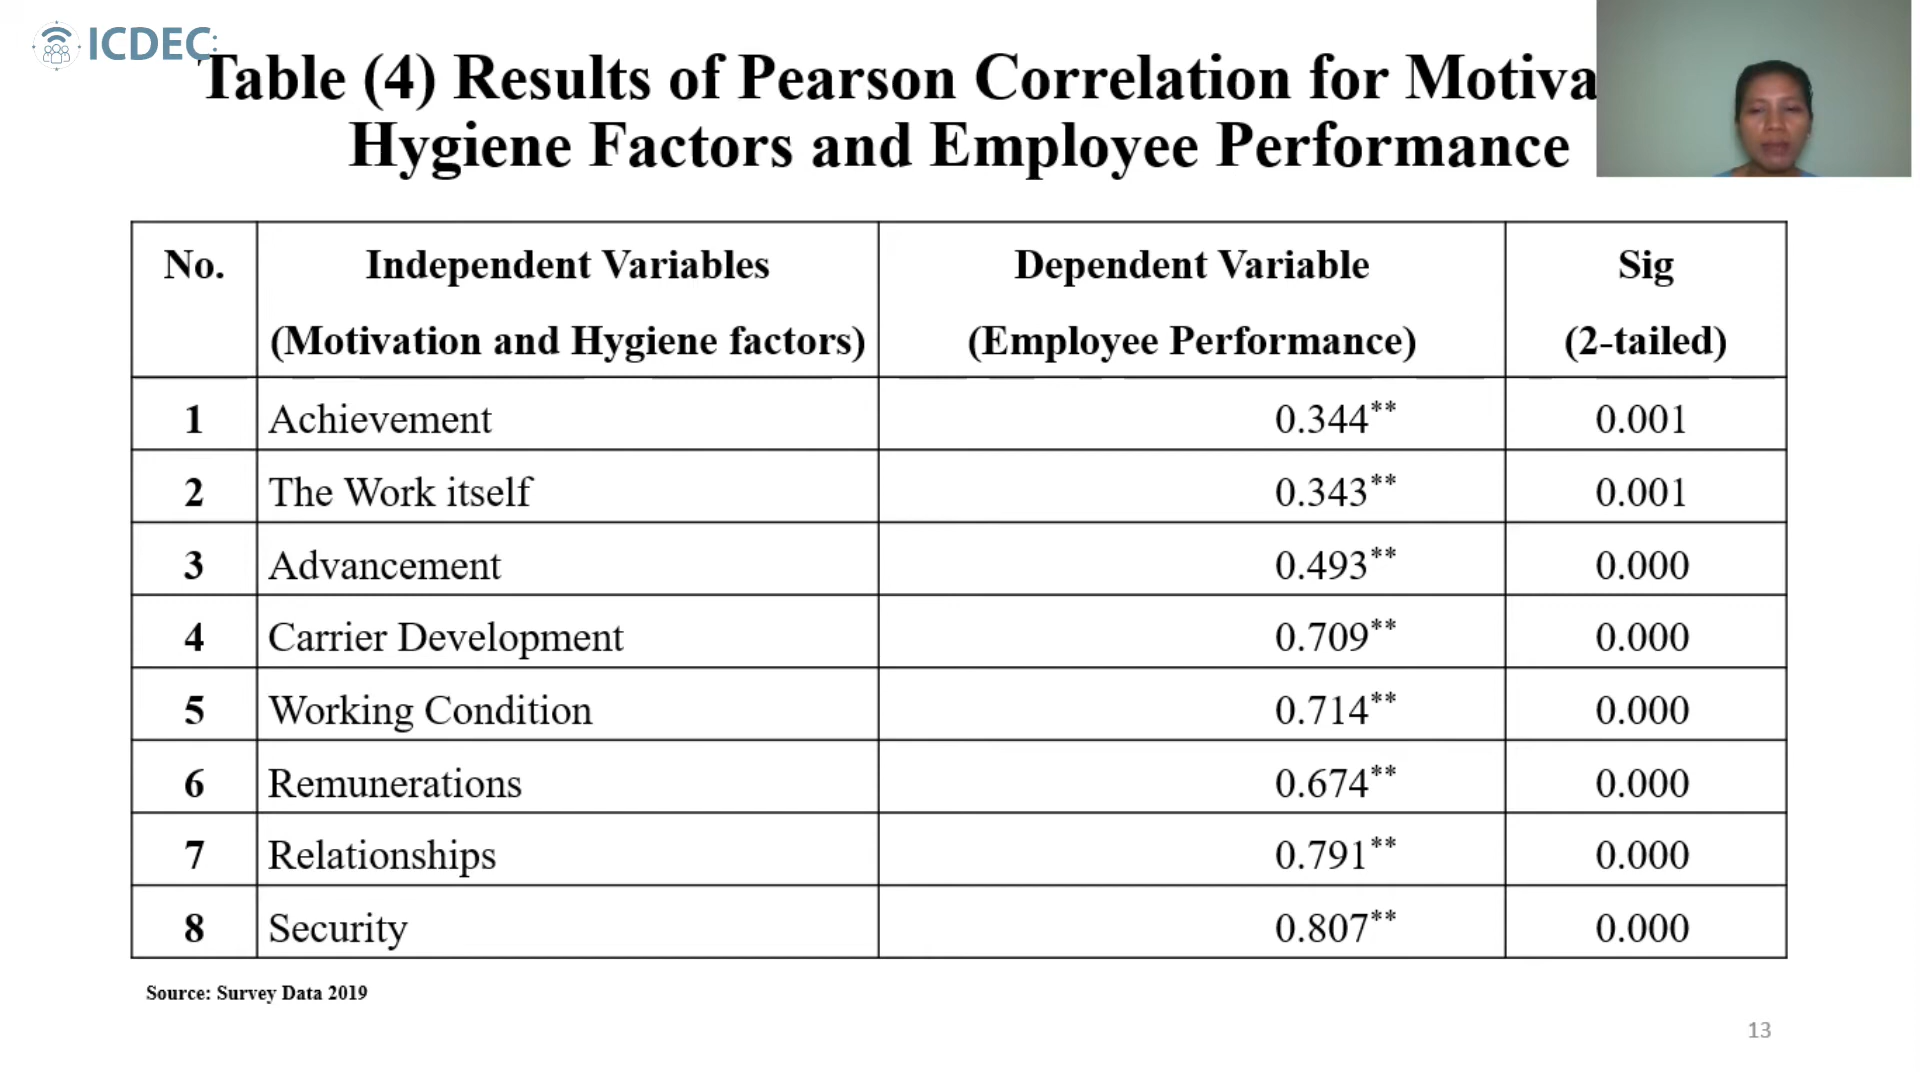 ICDEC:
Table (4) Results of Pearson Correlation for Motiva
Hygiene Factors and Employee Performance
No. Independent Variables Dependent Variable Sig
(Motivation and Hygiene factors) (Employee Performance) (2-tailed)
1 Achievement 0.344** 0.001
2 The Work itself 0.343** 0.001
3 Advancement 0.493** 0.000
4 Carrier Development 0.709** 0.000
5 Working Condition 0.714** 0.000
6 Remunerations 0.674** 0.000
7 Relationships 0.791** 0.000
8 Security 0.807** 0.000
Source: Survey Data 2019
13